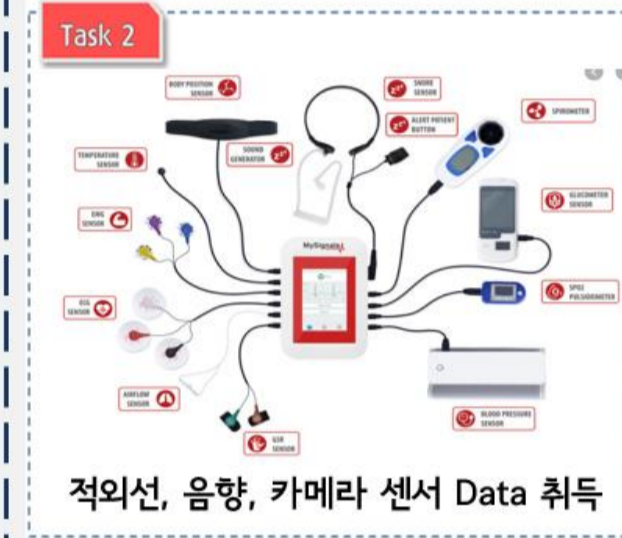 Task 2
BODY POSITION
SENSOR
SNORE
SENSOR
ALERT PATIENT
BUTTON
SPIROMETER
TEMPERATURE
SENSOR
SOUND
GENERATOR
GLUCOMETER
SENSOR
EMG
SENSOR
MySignals
ECG
SENSOR
SPO2
PULSIOXIMETER
AIRFLOW
SENSOR
GSR
SENSOR
BLOOD PRESSURE
SENSOR
적외선, 음향, 카메라 센서 Data 취득